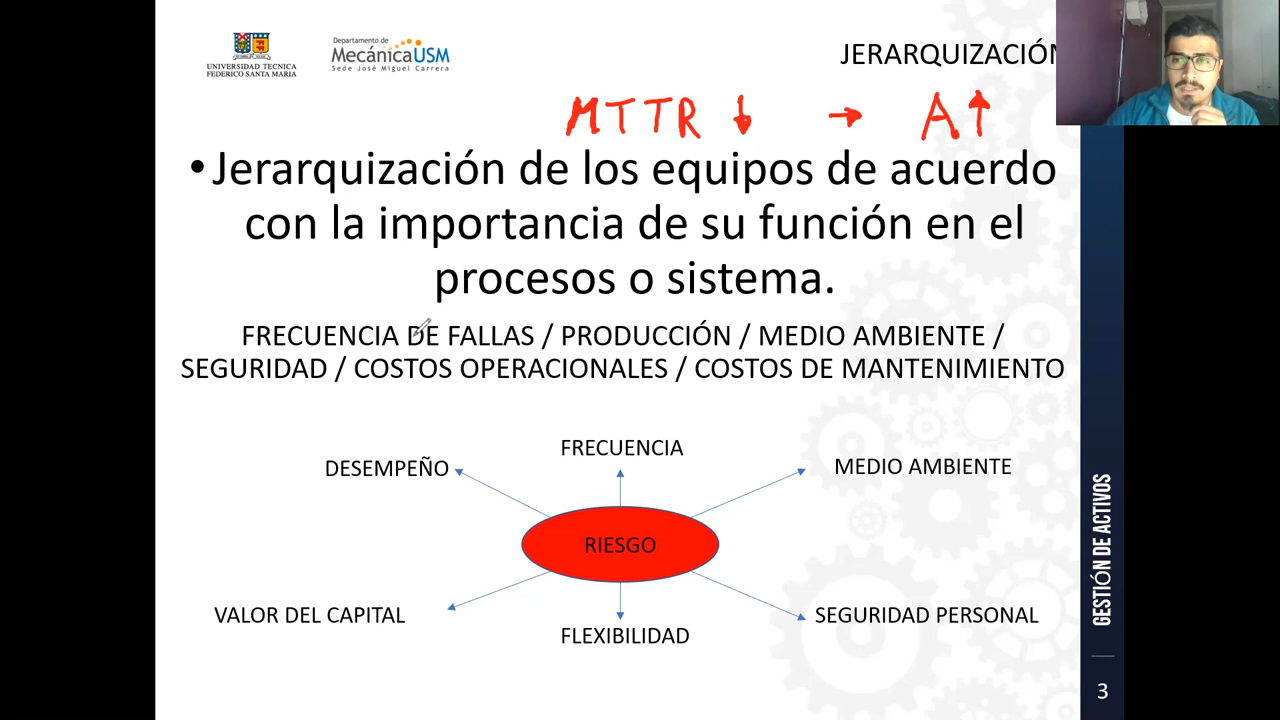 UNIVERSIDAD TECNICA
FEDERICO SANTA MARIA
Departamento de
MecánicaUSM
Sede José Miguel Carrera
JERARQUIZACIÓN
MTTR ↓ → A↑
• Jerarquización de los equipos de acuerdo
con la importancia de su función en el
procesos o sistema.
FRECUENCIA DE FALLAS / PRODUCCIÓN / MEDIO AMBIENTE /
SEGURIDAD / COSTOS OPERACIONALES / COSTOS DE MANTENIMIENTO
FRECUENCIA
DESEMPEÑO
MEDIO AMBIENTE
RIESGO
VALOR DEL CAPITAL
SEGURIDAD PERSONAL
FLEXIBILIDAD
GESTIÓN DE ACTIVOS
3